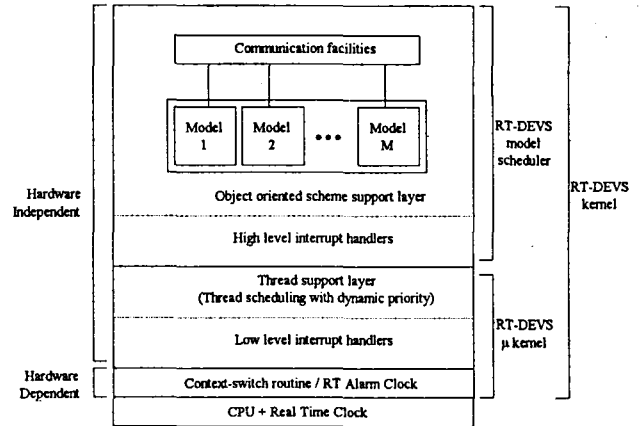 Communication facilities
Model
1
Model
2
•••
Model
M
RT-DEVS
model
scheduler
RT-DEVS
kernel
Hardware
Independent
Object oriented scheme support layer
High level interrupt handlers
Thread support layer
(Thread scheduling with dynamic priority)
RT-DEVS
μ kernel
Low level interrupt handlers
Hardware
Dependent
Context-switch routine / RT Alarm Clock
CPU + Real Time Clock